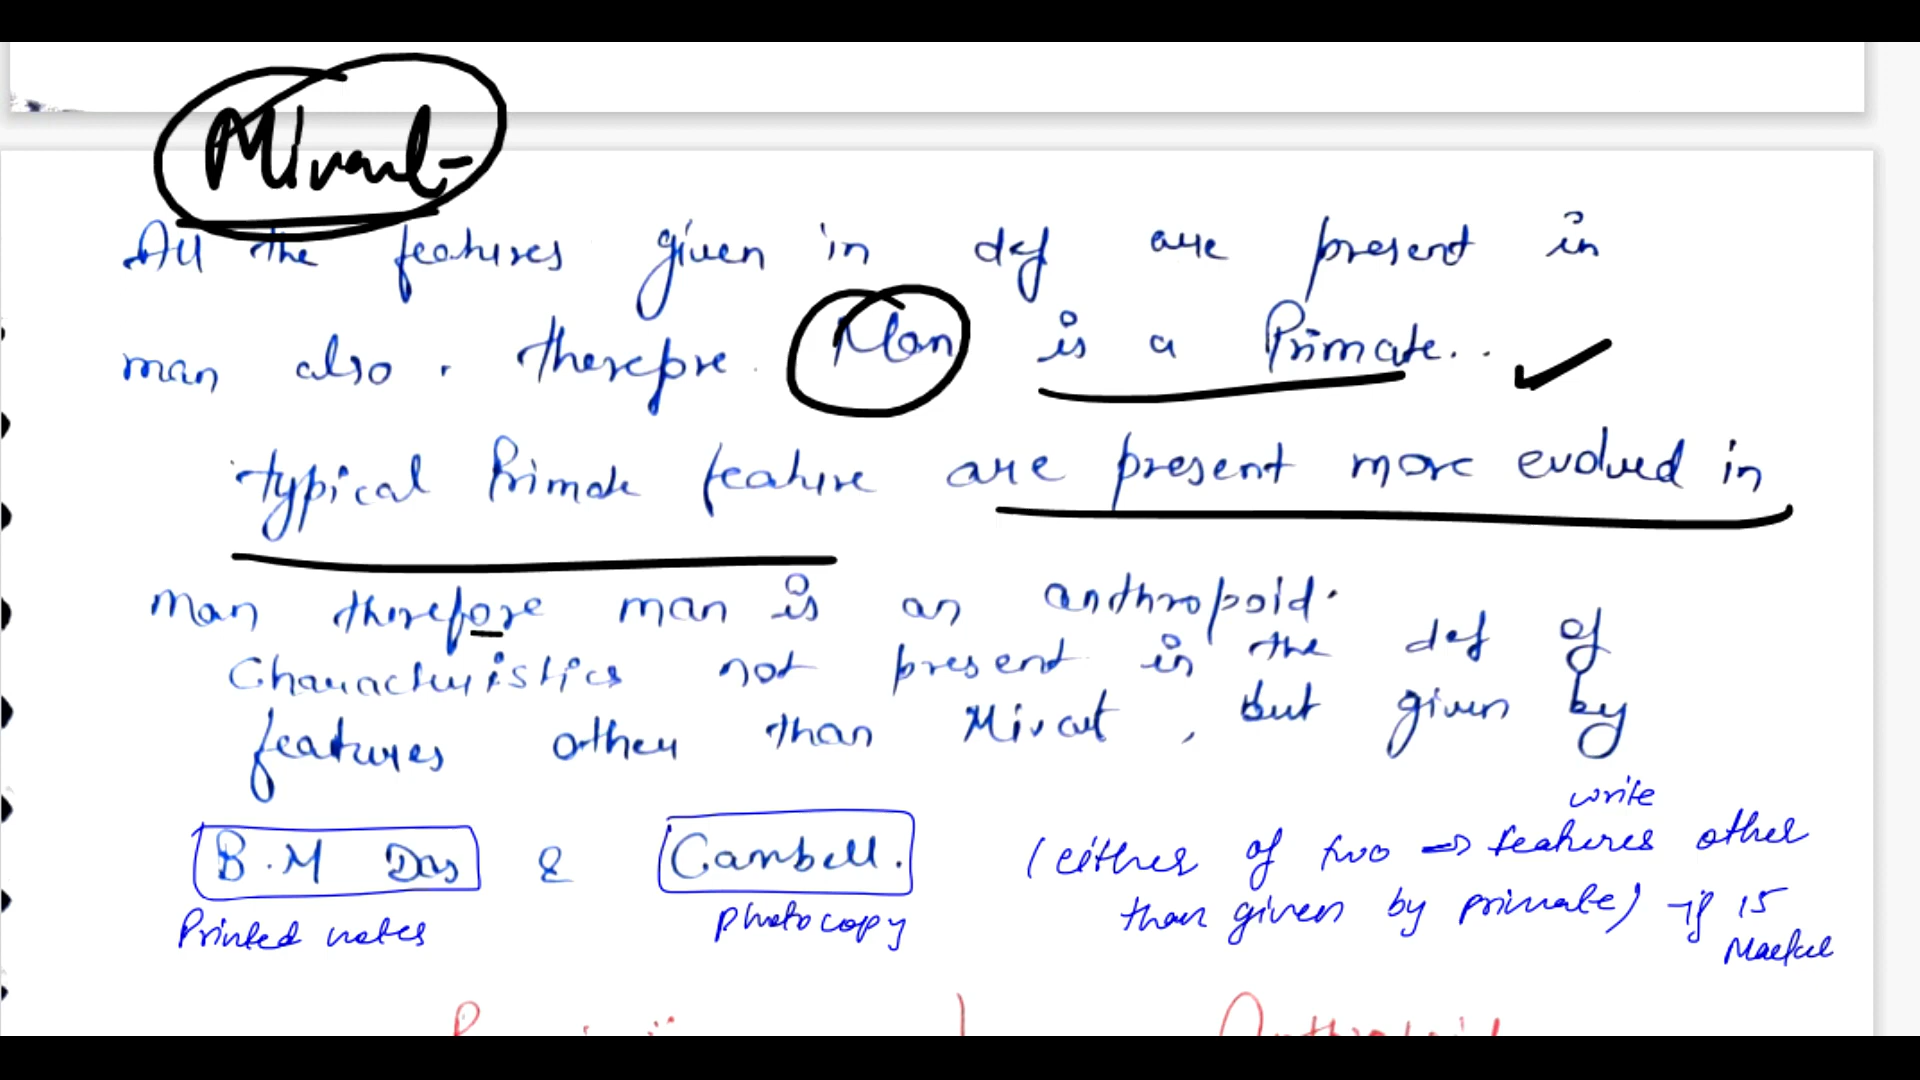 Mivart-
All the features given in def are present in
man also. therefore Man is a Primate..
typical Primate feature are present more evolved in
man therefore man is an anthropoid.
Characteristics not present in the def of
features other than Mivart, but given by
write
B.M Das & Cambell. (either of two => features other
Printed notes photocopy than given by primate) if 15